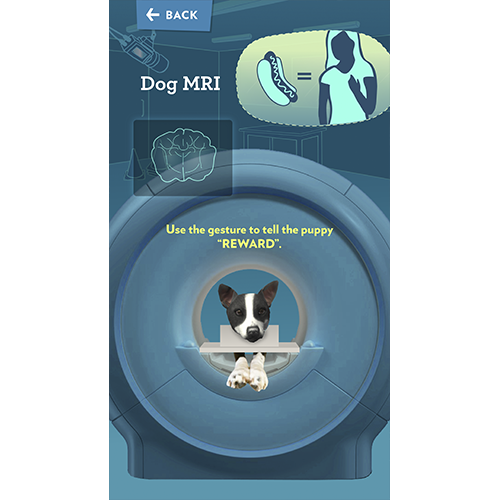 BACK
=
Dog MRI
Use the gesture to tell the puppy
“REWARD”.